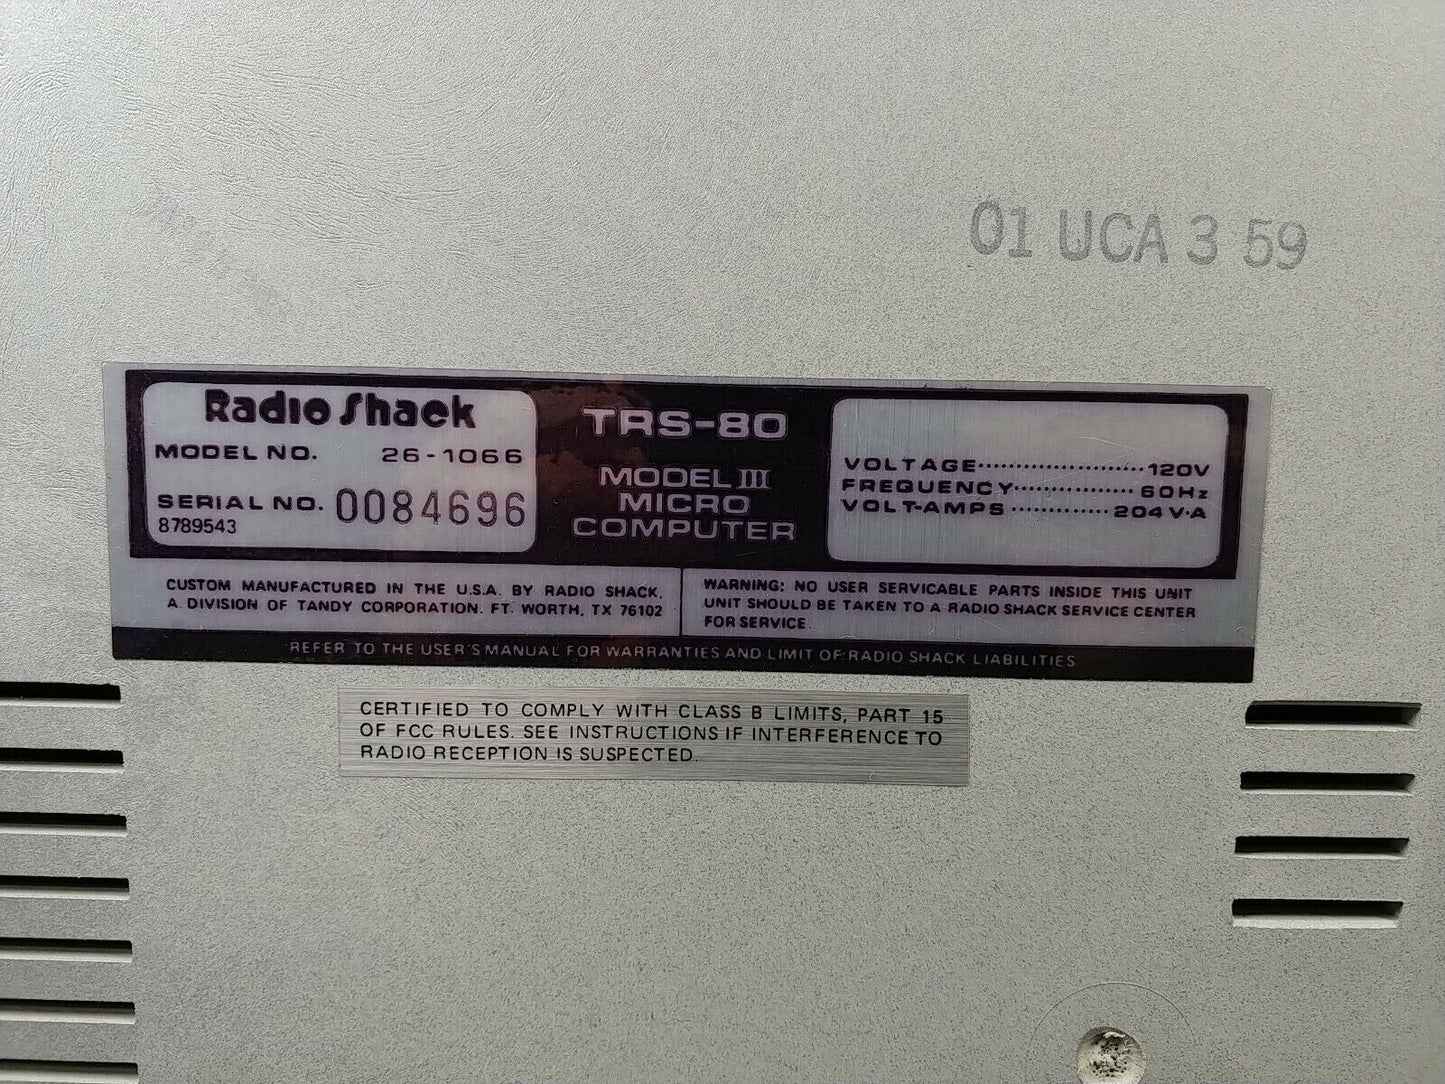 01 UCA 3 59
Radio Shack
MODEL NO. 26-1066
SERIAL NO. 0084696
8789543
TRS-80
MODEL III
MICRO
COMPUTER
VOLTAGE······················120V
FREQUENCY················60Hz
VOLT-AMPS·············204V·A
CUSTOM MANUFACTURED IN THE U.S.A. BY RADIO SHACK,
A DIVISION OF TANDY CORPORATION. FT. WORTH, TX 76102
WARNING: NO USER SERVICABLE PARTS INSIDE THIS UNIT
UNIT SHOULD BE TAKEN TO A RADIO SHACK SERVICE CENTER
FOR SERVICE.
REFER TO THE USER'S MANUAL FOR WARRANTIES AND LIMIT OF RADIO SHACK LIABILITIES
CERTIFIED TO COMPLY WITH CLASS B LIMITS, PART 15
OF FCC RULES. SEE INSTRUCTIONS IF INTERFERENCE TO
RADIO RECEPTION IS SUSPECTED.